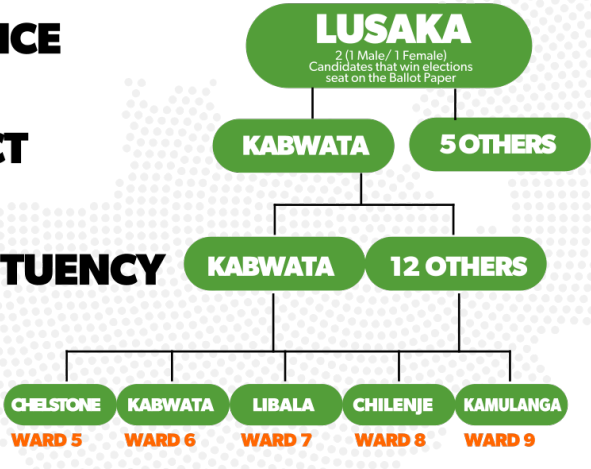 ICE
LUSAKA
2 (1 Male/ 1 Female)
Candidates that win elections
seat on the Ballot Paper
CT
KABWATA
5 OTHERS
TUENCY
KABWATA
12 OTHERS
CHELSTONE
KABWATA
LIBALA
CHILENJE
KAMULANGA
WARD 5
WARD 6
WARD 7
WARD 8
WARD 9